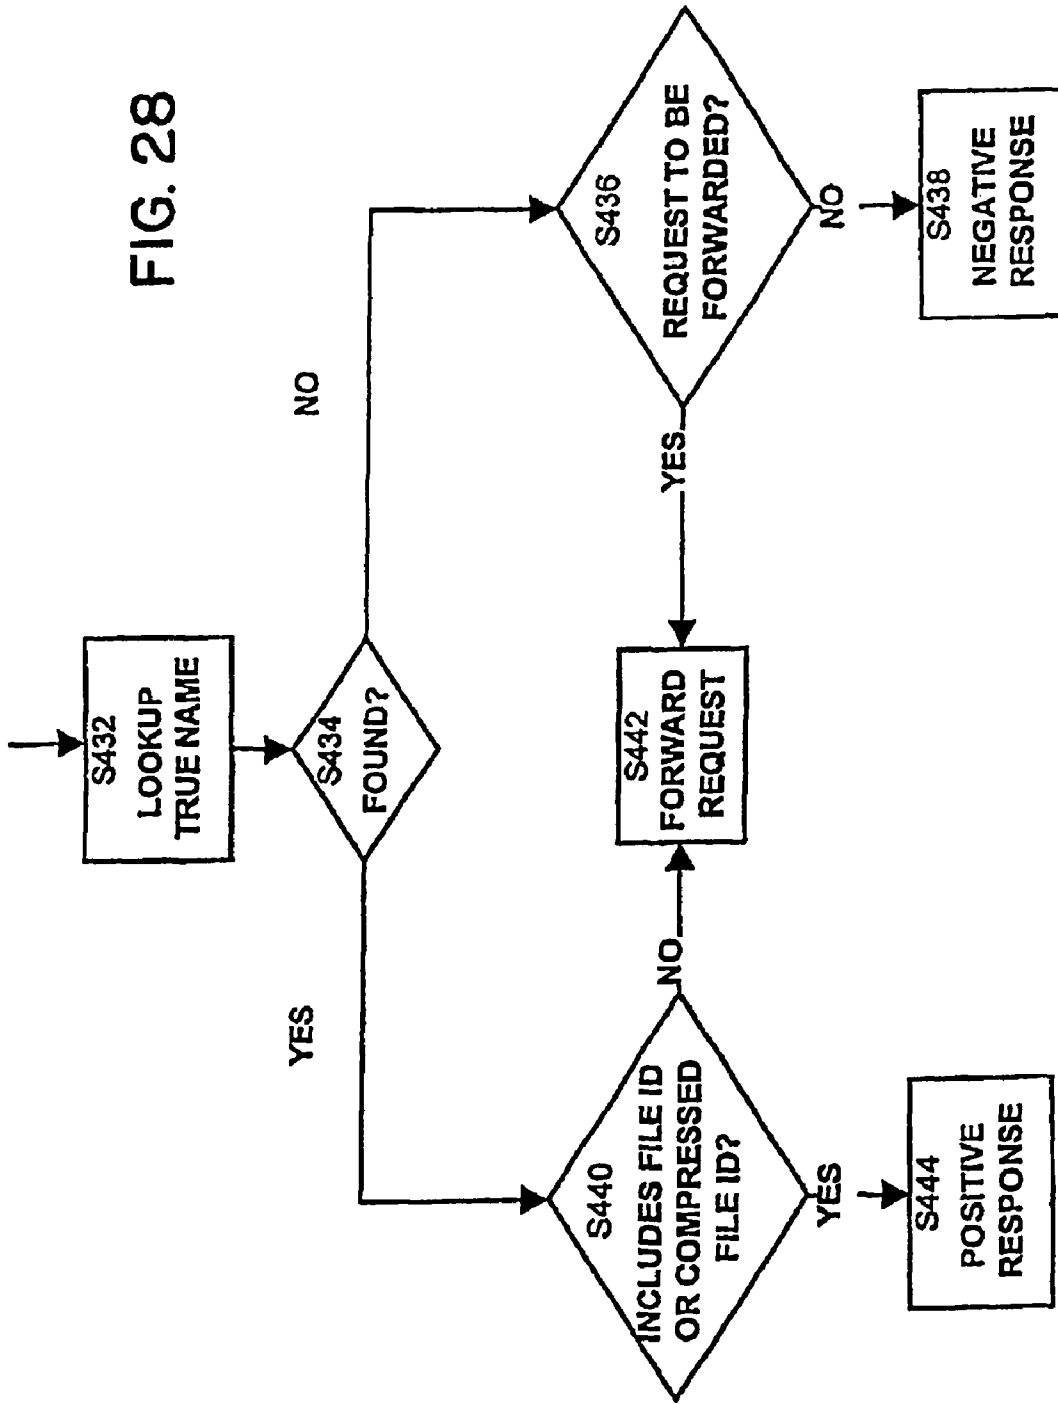 FIG. 28
S432
LOOKUP
TRUE NAME
S434
FOUND?
YES
NO
S440
INCLUDES FILE ID
OR COMPRESSED
FILE ID?
NO
YES
S442
FORWARD
REQUEST
S436
REQUEST TO BE
FORWARDED?
YES
NO
S444
POSITIVE
RESPONSE
S438
NEGATIVE
RESPONSE